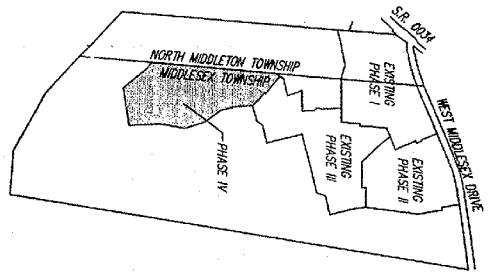 S.R. 0034
NORTH MIDDLETON TOWNSHIP
MIDDLESEX TOWNSHIP
EXISTING
PHASE I
WEST MIDDLESEX DRIVE
EXISTING
PHASE II
EXISTING
PHASE III
PHASE IV